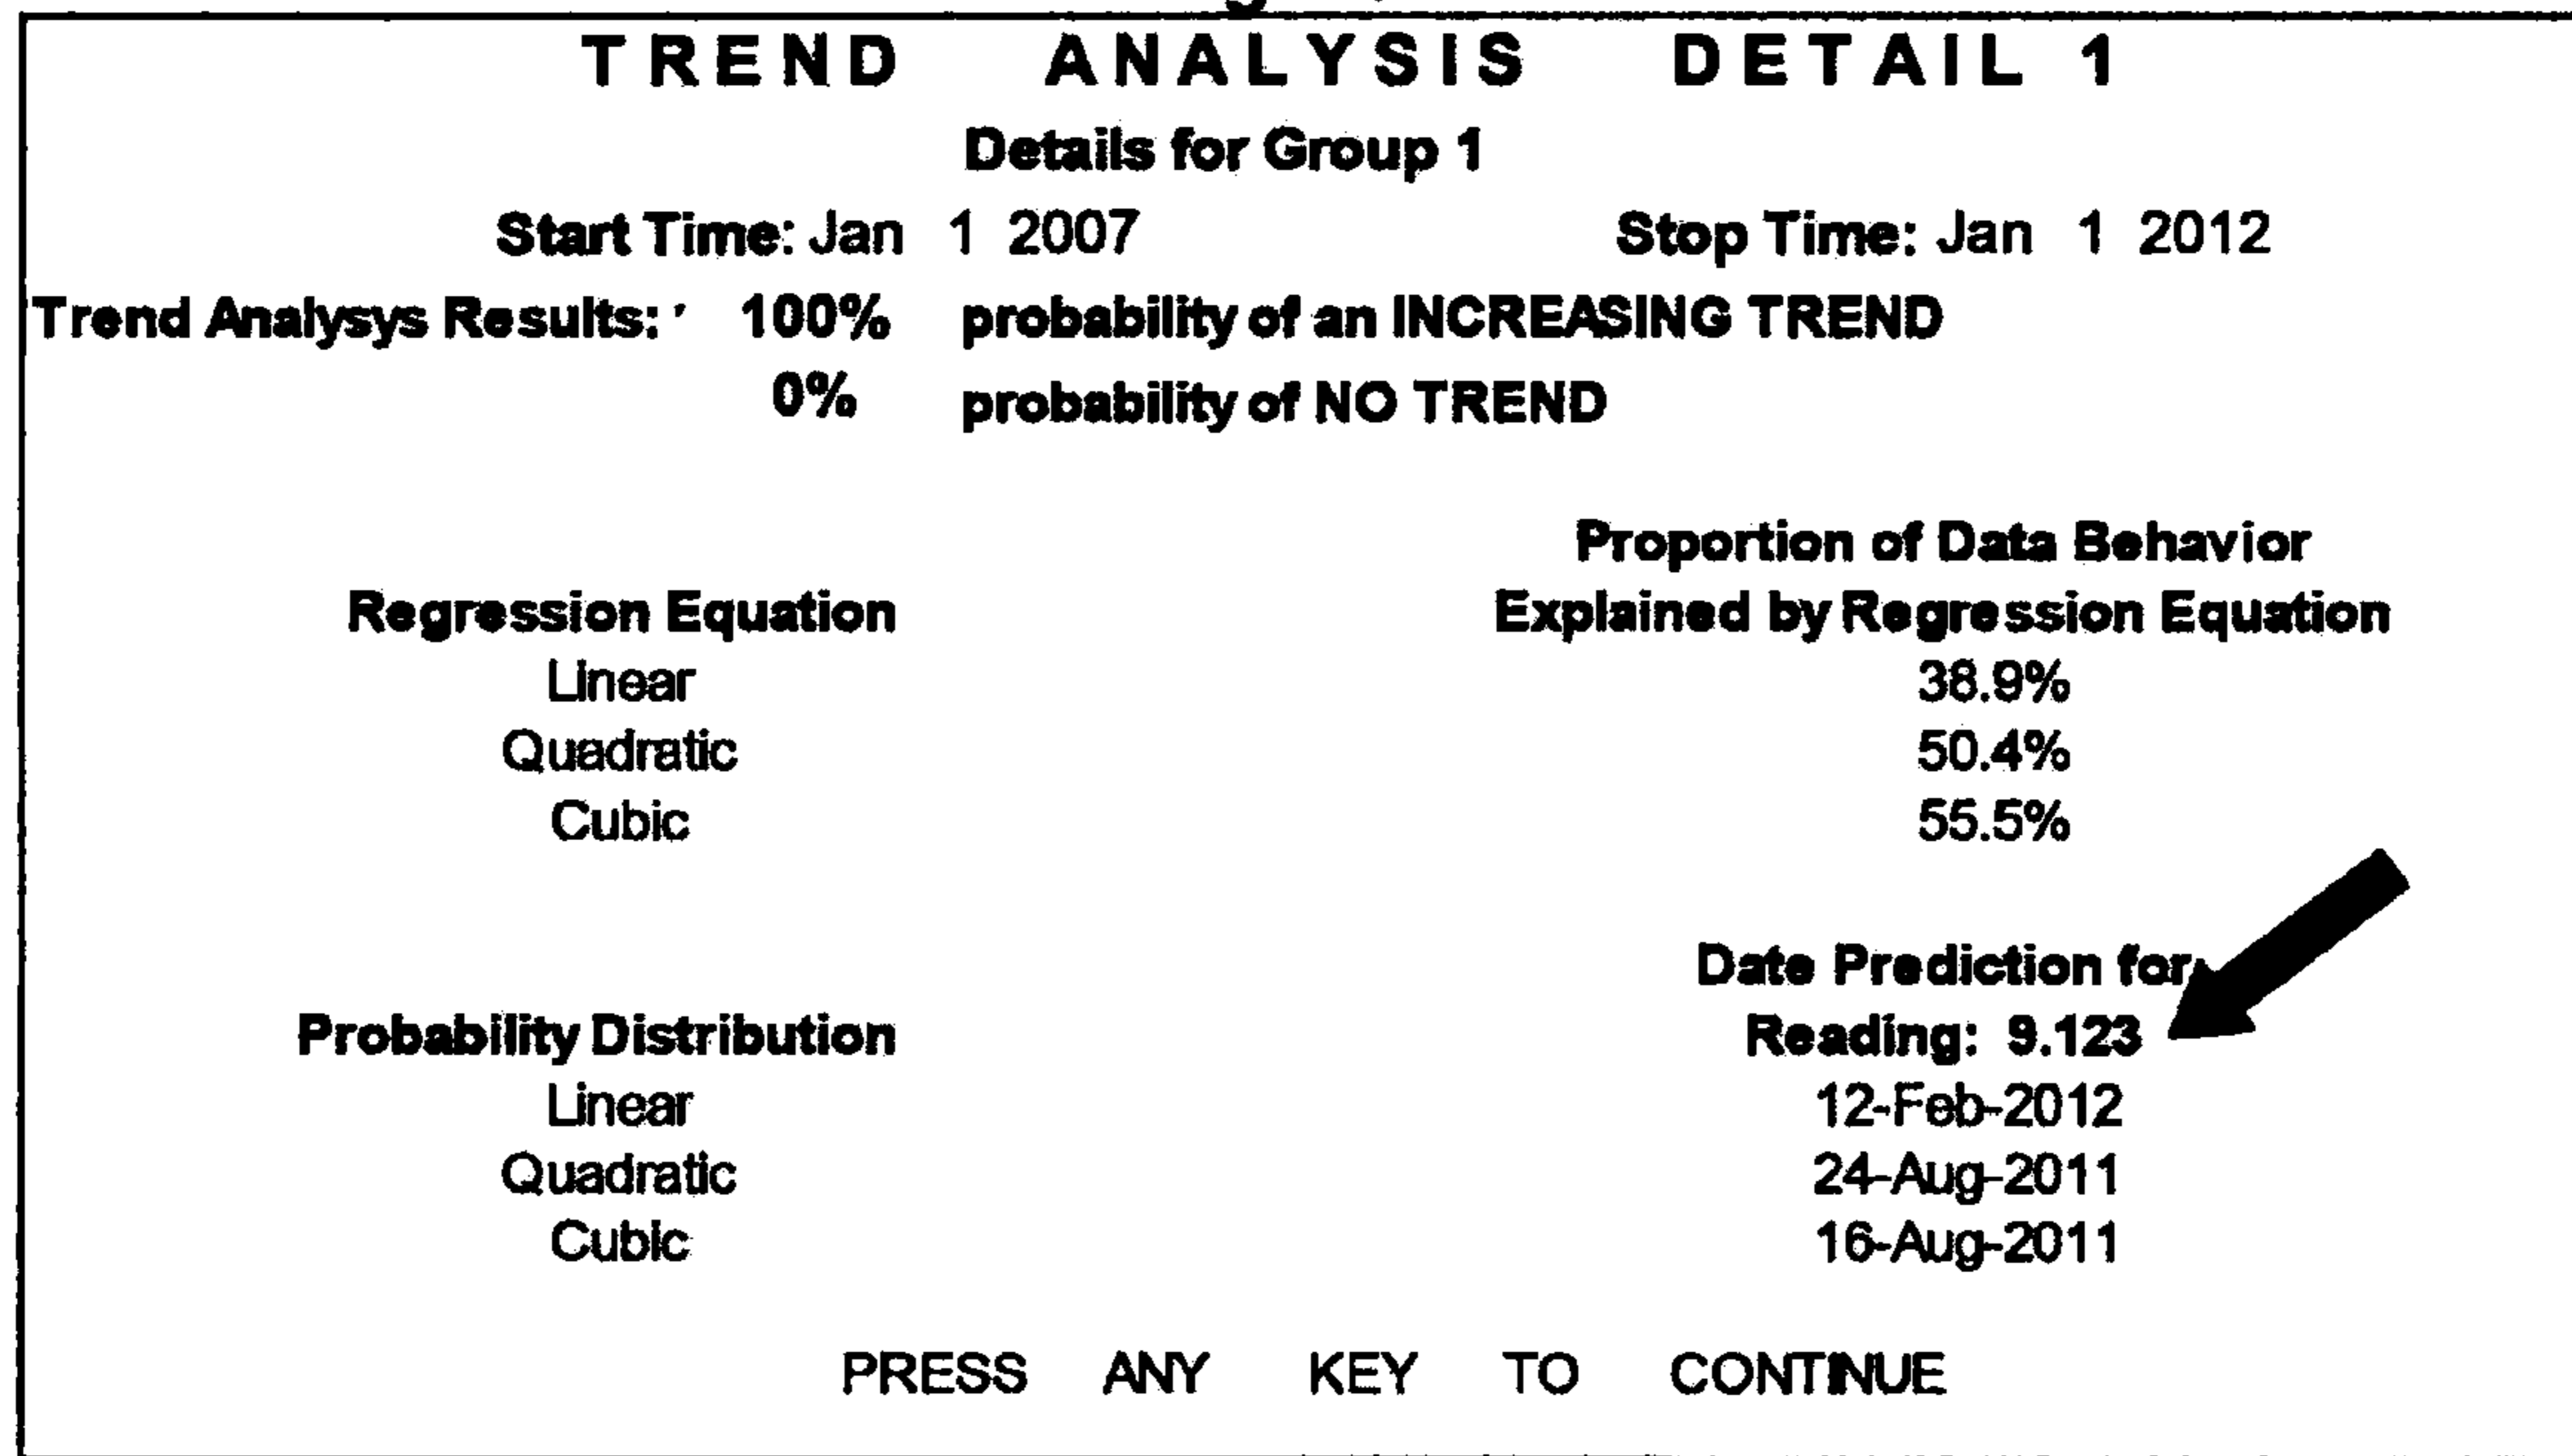 TREND ANALYSIS DETAIL 1
Details for Group 1
Start Time: Jan 1 2007 Stop Time: Jan 1 2012
Trend Analysys Results: 100% probability of an INCREASING TREND
0% probability of NO TREND
Proportion of Data Behavior
Regression Equation Explained by Regression Equation
Linear 38.9%
Quadratic 50.4%
Cubic 55.5%
Date Prediction for
Probability Distribution Reading: 9.123
Linear 12-Feb-2012
Quadratic 24-Aug-2011
Cubic 16-Aug-2011
PRESS ANY KEY TO CONTINUE